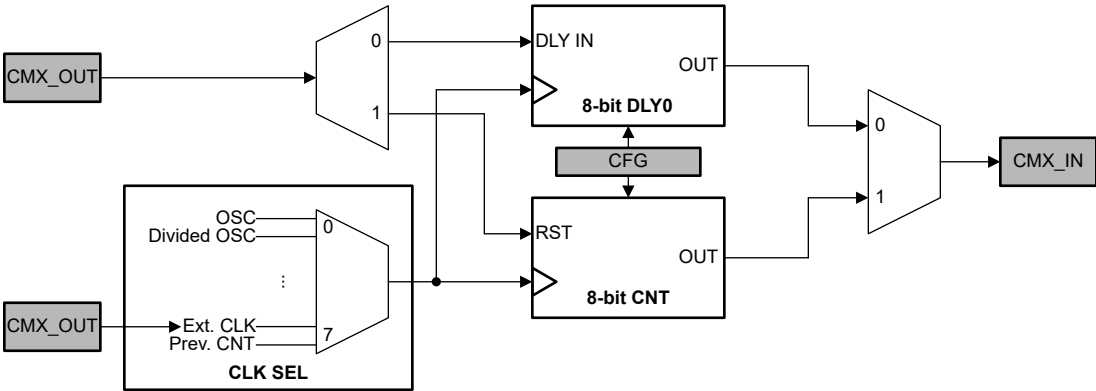 CMX_OUT
0
1
DLY IN
OUT
8-bit DLY0
CFG
RST
OUT
8-bit CNT
0
1
CMX_IN
OSC
Divided OSC
0
...
CMX_OUT
Ext. CLK
7
Prev. CNT
CLK SEL